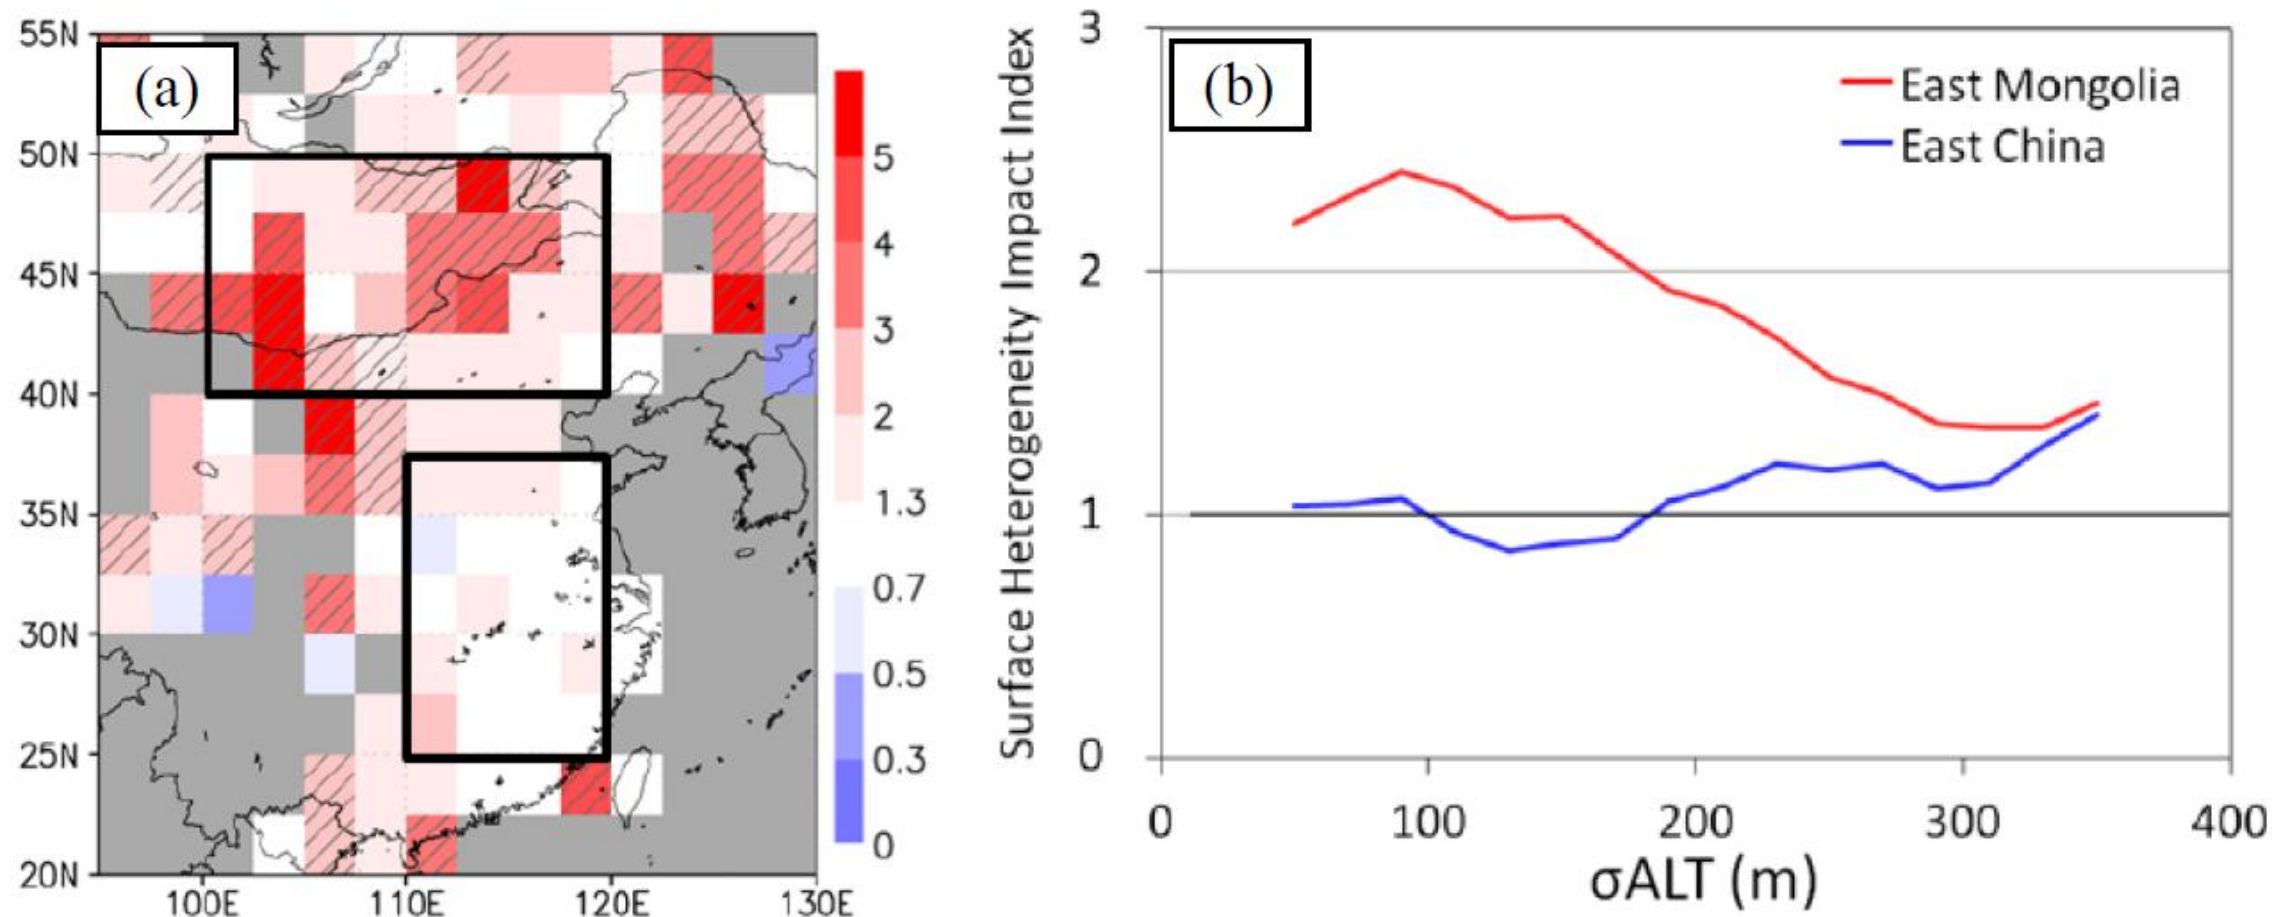 (a)
55N
50N
45N
40N
35N
30N
25N
20N
100E 110E 120E 130E
5
4
3
2
1.3
0.7
0.5
0.3
0
(b)
Surface Heterogeneity Impact Index
3
2
1
0
East Mongolia
East China
0 100 200 300 400
σALT (m)